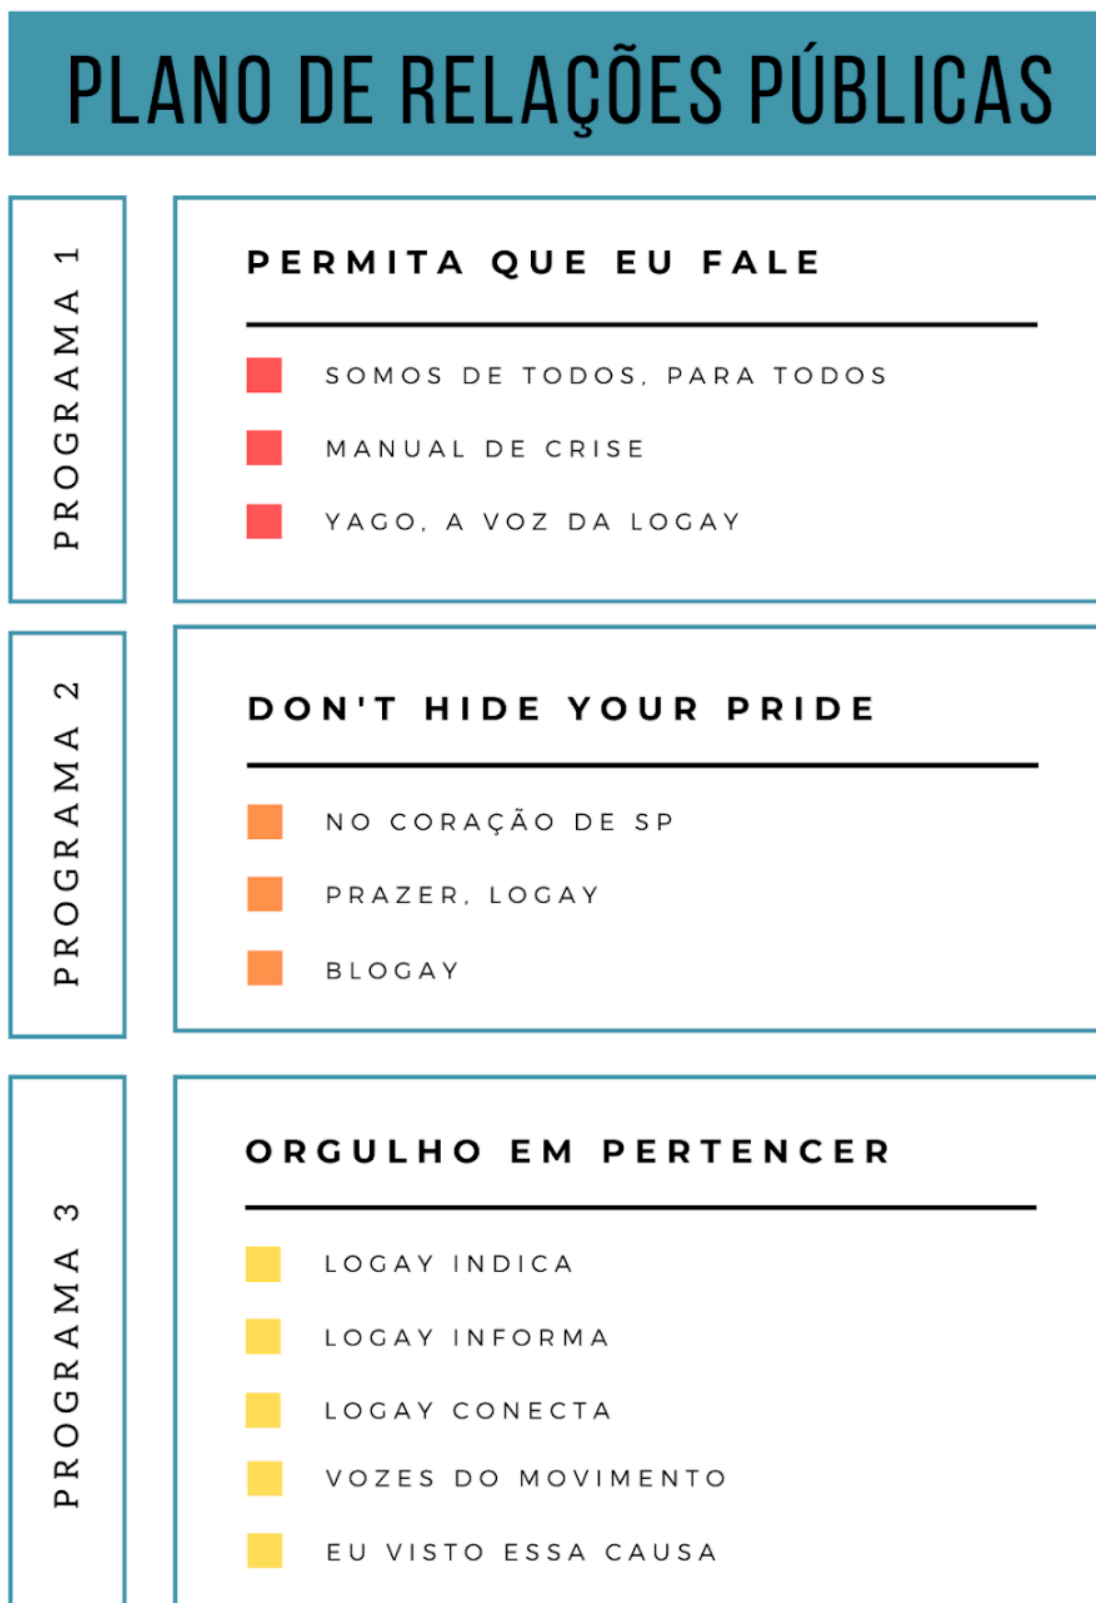 PLANO DE RELAÇÕES PÚBLICAS
PROGRAMA 1
PERMITA QUE EU FALE
SOMOS DE TODOS, PARA TODOS
MANUAL DE CRISE
YAGO, A VOZ DA LOGAY
PROGRAMA 2
DON'T HIDE YOUR PRIDE
NO CORAÇÃO DE SP
PRAZER, LOGAY
BLOGAY
PROGRAMA 3
ORGULHO EM PERTENCER
LOGAY INDICA
LOGAY INFORMA
LOGAY CONECTA
VOZES DO MOVIMENTO
EU VISTO ESSA CAUSA